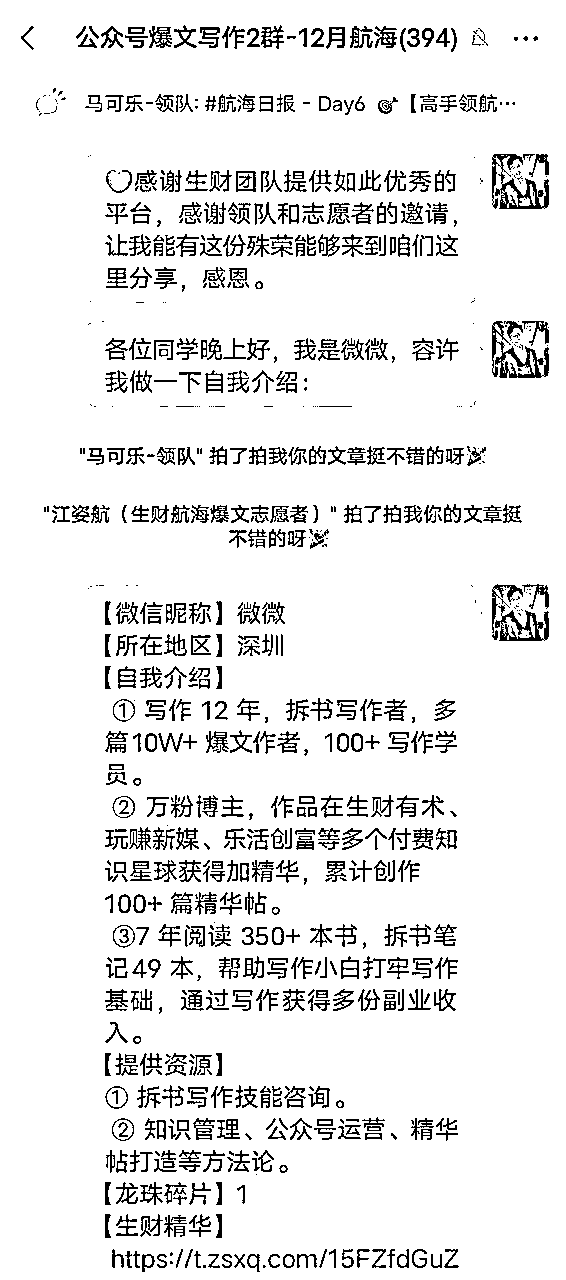 公众号爆文写作2群-12月航海(394)
马可乐-领队: #航海日报 - Day6 【高手领航…
感谢生财团队提供如此优秀的
平台，感谢领队和志愿者的邀请，
让我能有这份殊荣能够来到咱们这
里分享，感恩。
各位同学晚上好，我是微微，容许
我做一下自我介绍：
"马可乐-领队" 拍了拍我你的文章挺不错的呀
"江姿航（生财航海爆文志愿者）" 拍了拍我你的文章挺
不错的呀
【微信昵称】微微
【所在地区】深圳
【自我介绍】
① 写作 12 年，拆书写作者，多
篇10W+ 爆文作者，100+ 写作学
员。
② 万粉博主，作品在生财有术、
玩赚新媒、乐活创富等多个付费知
识星球获得加精华，累计创作
100+ 篇精华帖。
③7 年阅读 350+ 本书，拆书笔
记49 本，帮助写作小白打牢写作
基础，通过写作获得多份副业收
入。
【提供资源】
① 拆书写作技能咨询。
② 知识管理、公众号运营、精华
帖打造等方法论。
【龙珠碎片】1
【生财精华】
https://t.zsxq.com/15FZfdGuZ